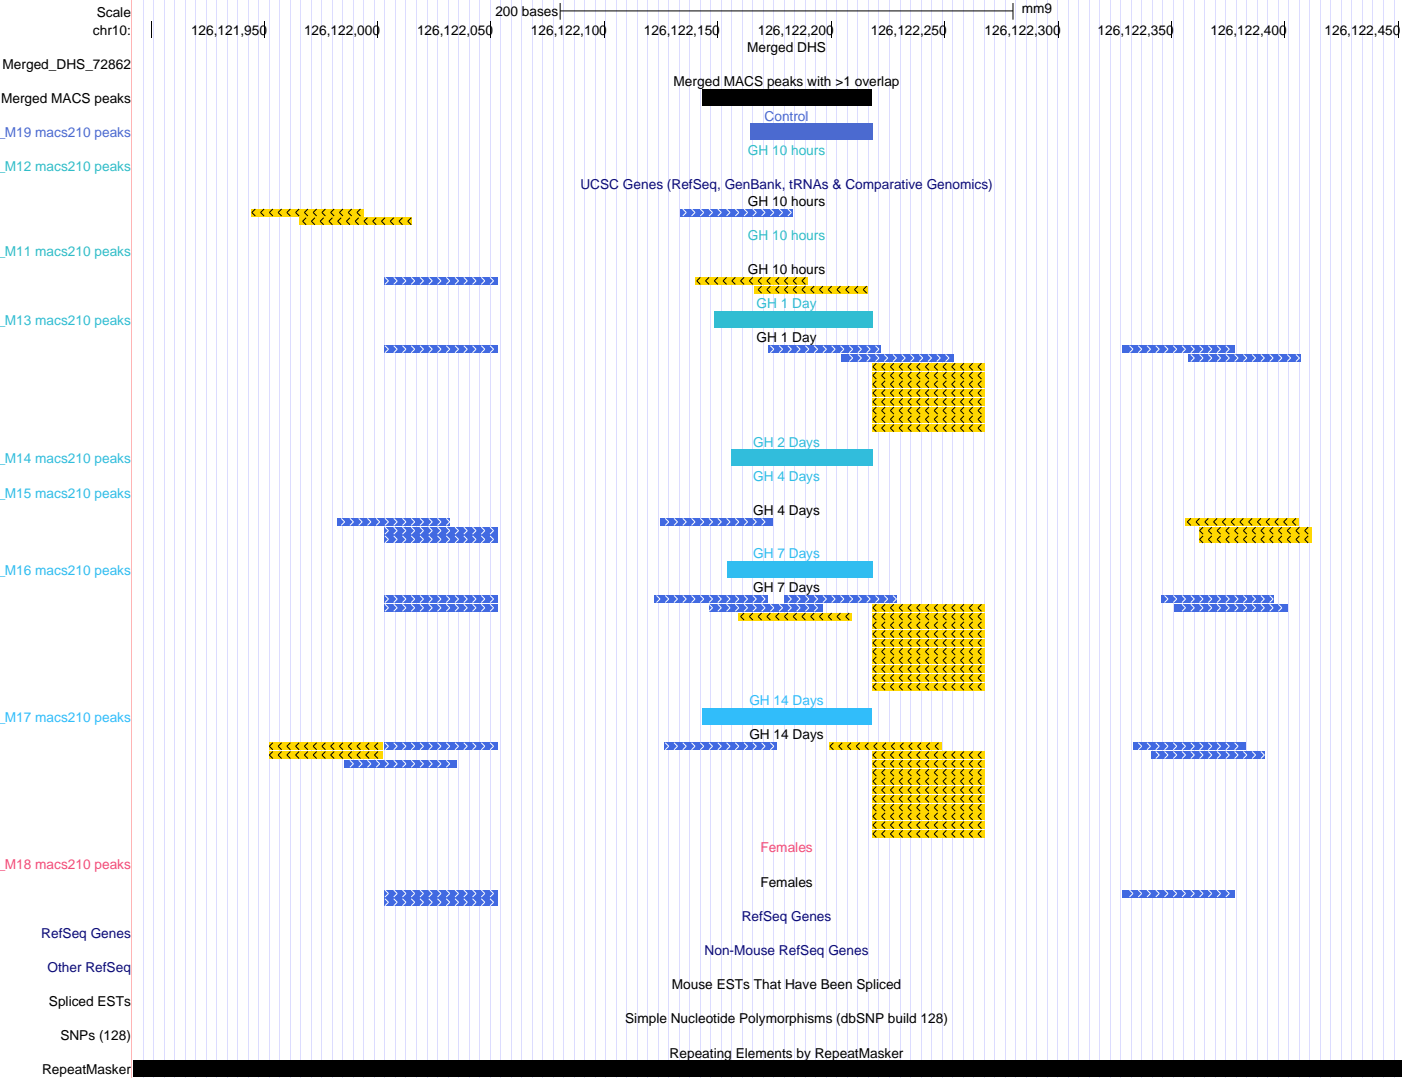 Scale 200 bases mm9
chr10: 126,121,950 126,122,000 126,122,050 126,122,100 126,122,150 126,122,200 126,122,250 126,122,300 126,122,350 126,122,400 126,122,450
Merged DHS
Merged_DHS_72862
Merged MACS peaks with >1 overlap
Merged MACS peaks
Control
_M19 macs210 peaks
GH 10 hours
_M12 macs210 peaks
UCSC Genes (RefSeq, GenBank, tRNAs & Comparative Genomics)
GH 10 hours
GH 10 hours
_M11 macs210 peaks
GH 10 hours
GH 1 Day
_M13 macs210 peaks
GH 1 Day
GH 2 Days
_M14 macs210 peaks
GH 4 Days
_M15 macs210 peaks
GH 4 Days
GH 7 Days
_M16 macs210 peaks
GH 7 Days
GH 14 Days
_M17 macs210 peaks
GH 14 Days
Females
_M18 macs210 peaks
Females
RefSeq Genes
RefSeq Genes
Non-Mouse RefSeq Genes
Other RefSeq
Mouse ESTs That Have Been Spliced
Spliced ESTs
Simple Nucleotide Polymorphisms (dbSNP build 128)
SNPs (128)
Repeating Elements by RepeatMasker
RepeatMasker